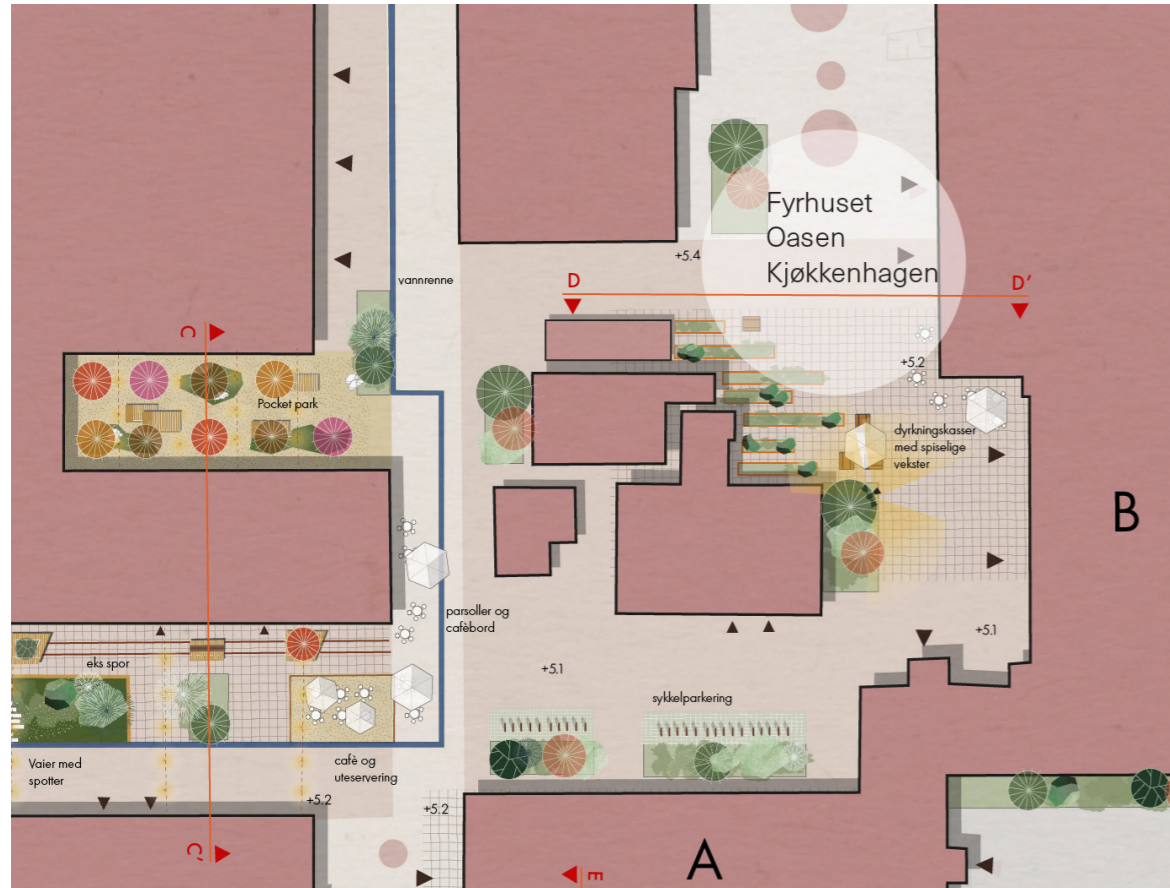 Fyrhuset
Oasen
Kjøkkenhagen
+5.4
vannrenne
D
D'
C
+5.2
Pocket park
dyrkningskasser
med spiselige
vekster
B
parsoller og
cafèbord
+5.1
eks spor
+5.1
sykkelparkering
Vaier med
spotter
cafè og
uteservering
+5.2
+5.2
C'
A
E